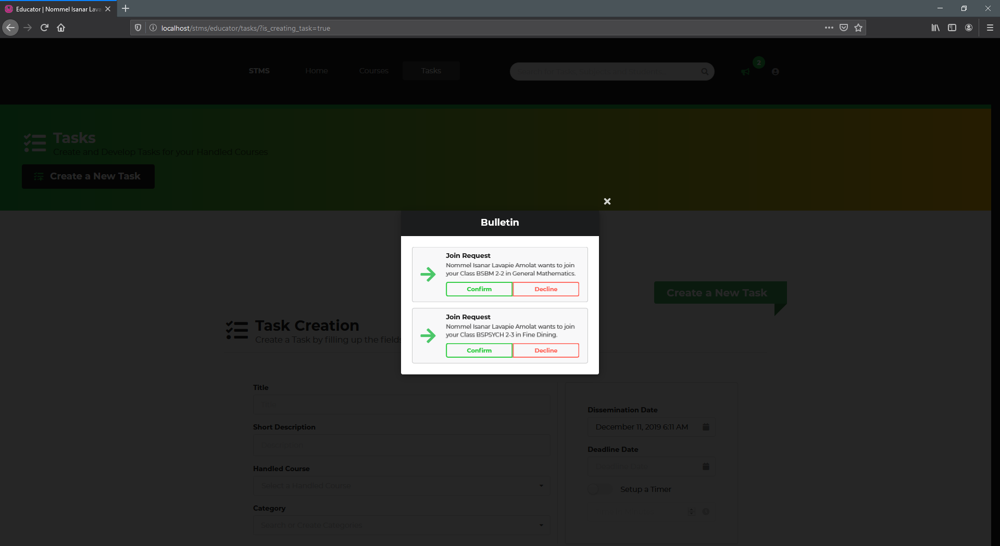 Educator | Nommel Isanar Lava
localhost/stms/educator/tasks/?is_creating_task=true
STMS
Home
Courses
Tasks
Search for Tasks, Subjects and Students...
2
Tasks
Create and Develop Tasks for your Handled Courses
Create a New Task
Bulletin
Join Request
Nommel Isanar Lavapie Amolat wants to join
your Class BSBM 2-2 in General Mathematics.
Confirm
Decline
Join Request
Nommel Isanar Lavapie Amolat wants to join
your Class BSPSYCH 2-3 in Fine Dining.
Confirm
Decline
Create a New Task
Task Creation
Create a Task by filling up the fields
Title
Title
Short Description
Description
Handled Course
Select a Handled Course
Category
Search or Create Categories
Dissemination Date
December 11, 2019 6:11 AM
Deadline Date
Deadline Date
Setup a Timer